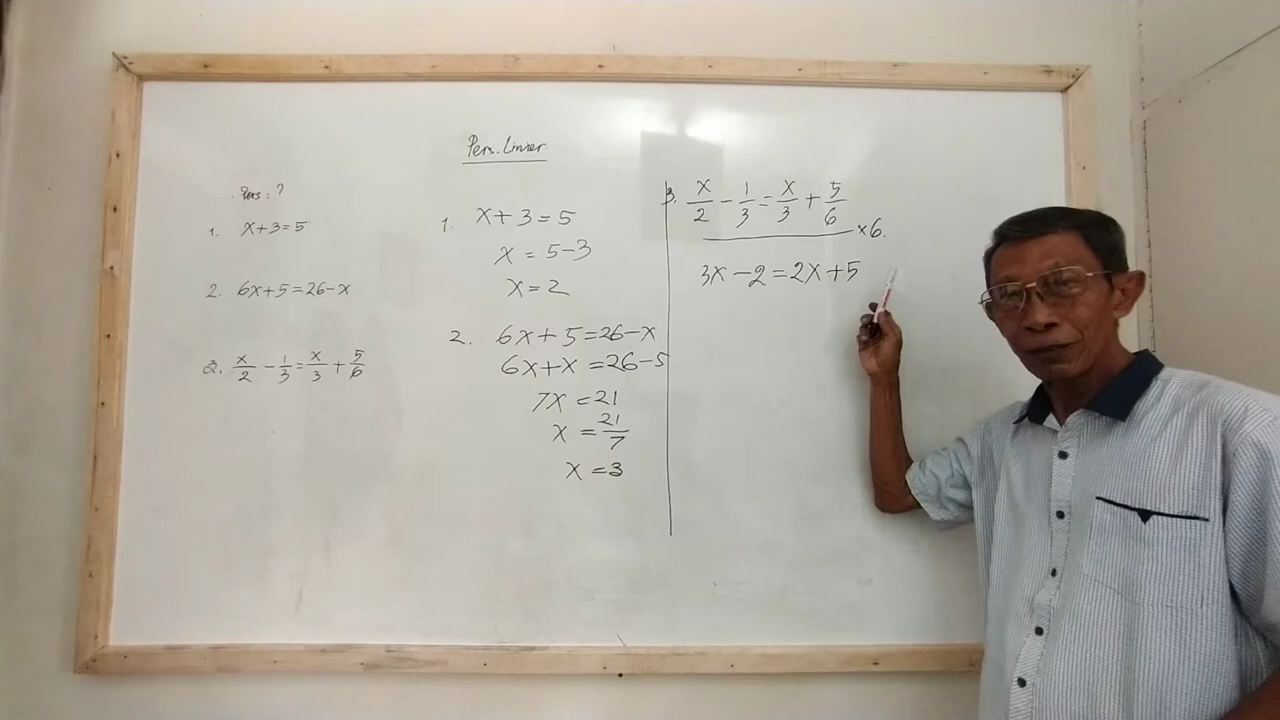 Pers. Linier
Pers : ?
1. x+3=5
2. 6x+5=26-x
3. x/2 - 1/3 = x/3 + 5/6
1. x+3=5
x = 5-3
x = 2
2. 6x+5=26-x
6x+x=26-5
7x = 21
x = 21/7
x = 3
3. x/2 - 1/3 = x/3 + 5/6
×6.
3x-2=2x+5